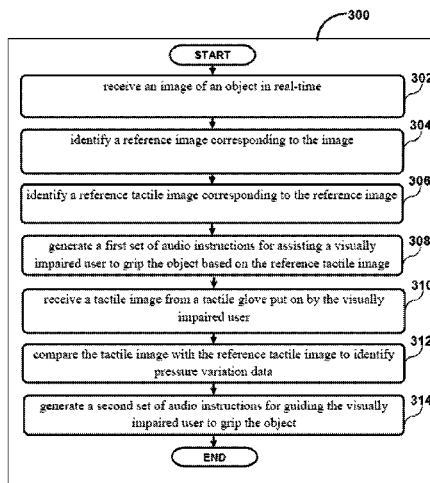 300
START
receive an image of an object in real-time
302
identify a reference image corresponding to the image
304
identify a reference tactile image corresponding to the reference image
306
generate a first set of audio instructions for assisting a visually
impaired user to grip the object based on the reference tactile image
308
receive a tactile image from a tactile glove put on by the visually
impaired user
310
compare the tactile image with the reference tactile image to identify
pressure variation data
312
generate a second set of audio instructions for guiding the visually
impaired user to grip the object
314
END